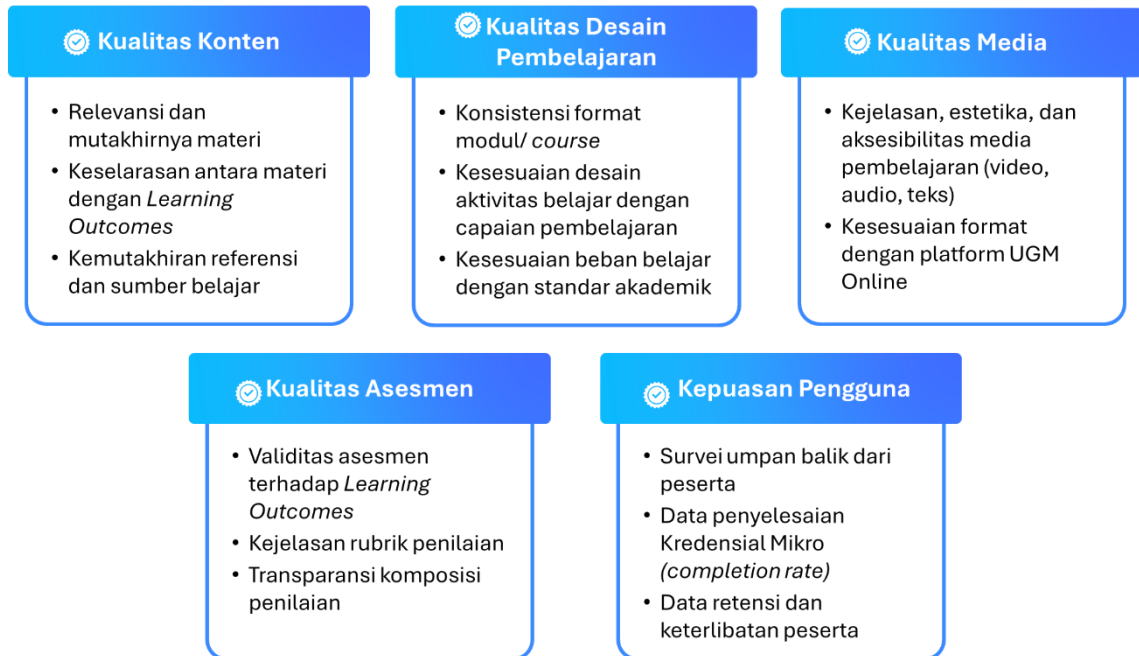 Kualitas Konten
• Relevansi dan
mutakhirnya materi
• Keselarasan antara materi
dengan Learning
Outcomes
• Kemutakhiran referensi
dan sumber belajar
Kualitas Desain
Pembelajaran
• Konsistensi format
modul/ course
• Kesesuaian desain
aktivitas belajar dengan
capaian pembelajaran
• Kesesuaian beban belajar
dengan standar akademik
Kualitas Media
• Kejelasan, estetika, dan
aksesibilitas media
pembelajaran (video,
audio, teks)
• Kesesuaian format
dengan platform UGM
Online
Kualitas Asesmen
• Validitas asesmen
terhadap Learning
Outcomes
• Kejelasan rubrik penilaian
• Transparansi komposisi
penilaian
Kepuasan Pengguna
• Survei umpan balik dari
peserta
• Data penyelesaian
Kredensial Mikro
(completion rate)
• Data retensi dan
keterlibatan peserta